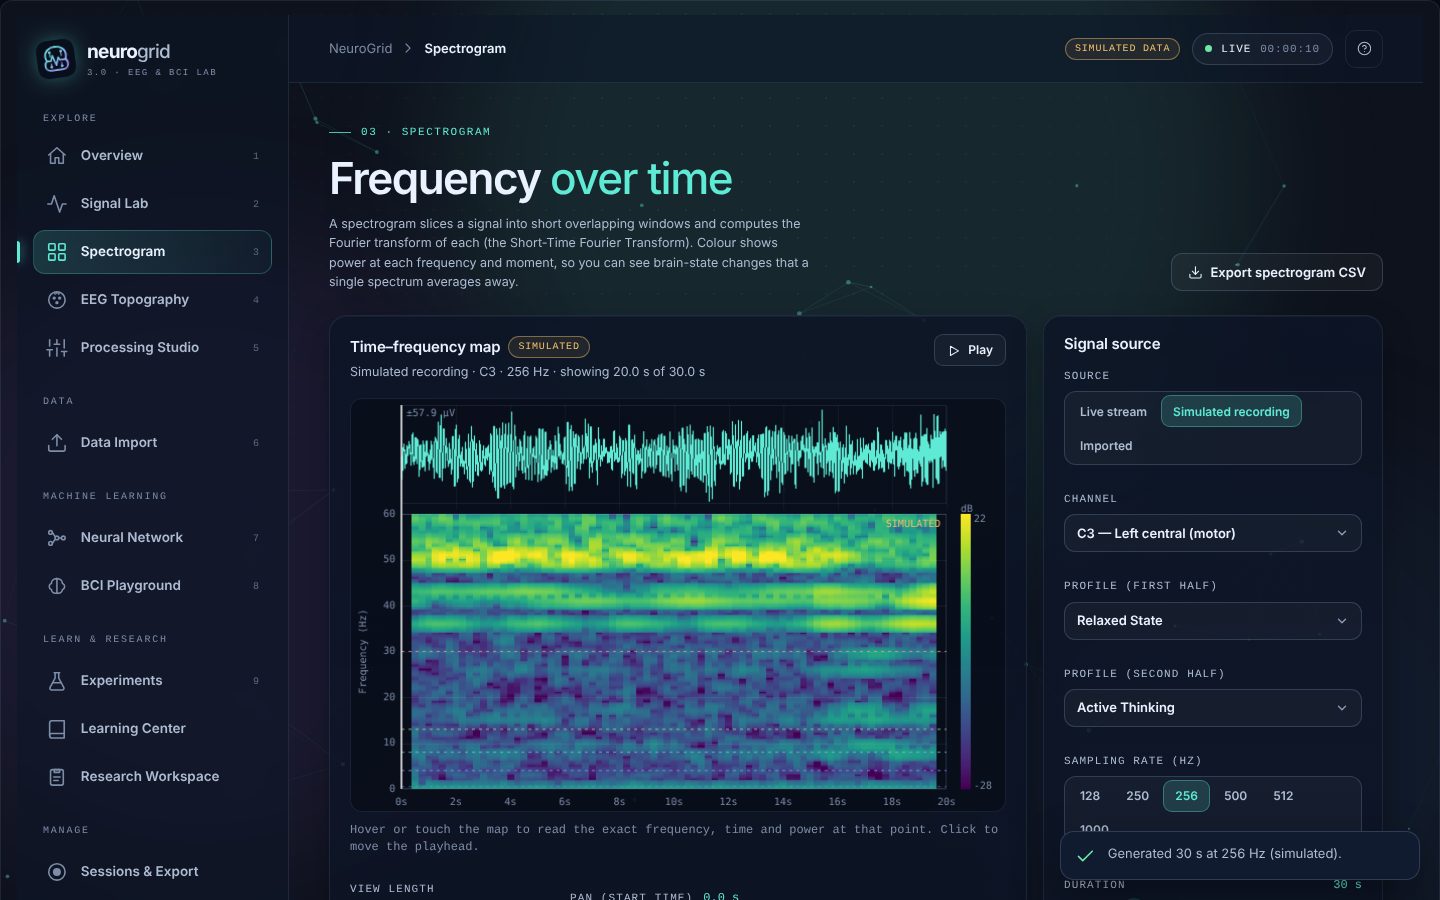 neurogrid
3.0 · EEG & BCI LAB
EXPLORE
Overview 1
Signal Lab 2
Spectrogram 3
EEG Topography 4
Processing Studio 5
DATA
Data Import 6
MACHINE LEARNING
Neural Network 7
BCI Playground 8
LEARN & RESEARCH
Experiments 9
Learning Center
Research Workspace
MANAGE
Sessions & Export
NeuroGrid > Spectrogram
SIMULATED DATA
LIVE 00:00:10
03 · SPECTROGRAM
Frequency over time
A spectrogram slices a signal into short overlapping windows and computes the
Fourier transform of each (the Short-Time Fourier Transform). Colour shows
power at each frequency and moment, so you can see brain-state changes that a
single spectrum averages away.
Export spectrogram CSV
Time–frequency map SIMULATED
Simulated recording · C3 · 256 Hz · showing 20.0 s of 30.0 s
Play
±57.9 µV
SIMULATED
dB
22
-28
Frequency (Hz)
60
50
40
30
20
10
0
0s 2s 4s 6s 8s 10s 12s 14s 16s 18s 20s
Hover or touch the map to read the exact frequency, time and power at that point. Click to
move the playhead.
VIEW LENGTH
PAN (START TIME) 0.0 s
Signal source
SOURCE
Live stream Simulated recording
Imported
CHANNEL
C3 — Left central (motor)
PROFILE (FIRST HALF)
Relaxed State
PROFILE (SECOND HALF)
Active Thinking
SAMPLING RATE (HZ)
128 250 256 500 512
1000
Generated 30 s at 256 Hz (simulated).
DURATION 30 s